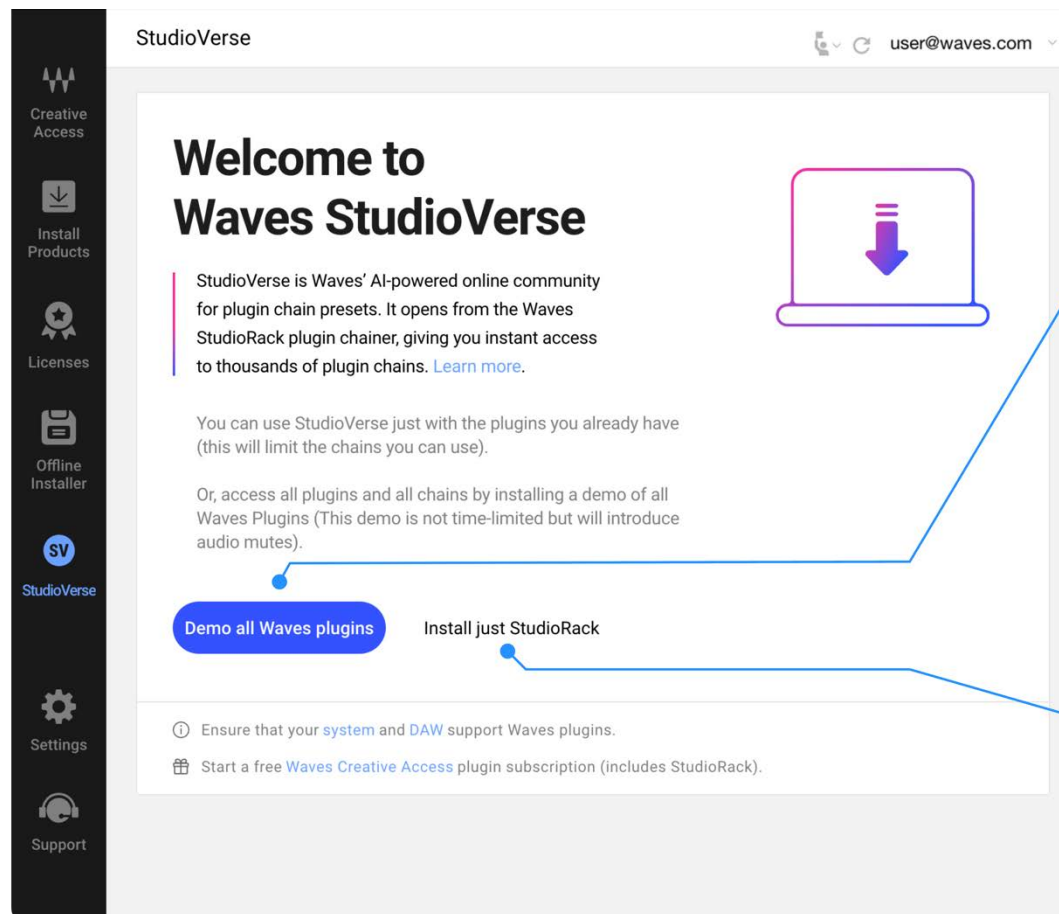 StudioVerse
user@waves.com
Creative
Access
Install
Products
Licenses
Offline
Installer
SV
StudioVerse
Settings
Support
Welcome to
Waves StudioVerse
StudioVerse is Waves’ AI-powered online community
for plugin chain presets. It opens from the Waves
StudioRack plugin chainer, giving you instant access
to thousands of plugin chains. Learn more.
You can use StudioVerse just with the plugins you already have
(this will limit the chains you can use).
Or, access all plugins and all chains by installing a demo of all
Waves Plugins (This demo is not time-limited but will introduce
audio mutes).
Demo all Waves plugins
Install just StudioRack
Ensure that your system and DAW support Waves plugins.
Start a free Waves Creative Access plugin subscription (includes StudioRack).